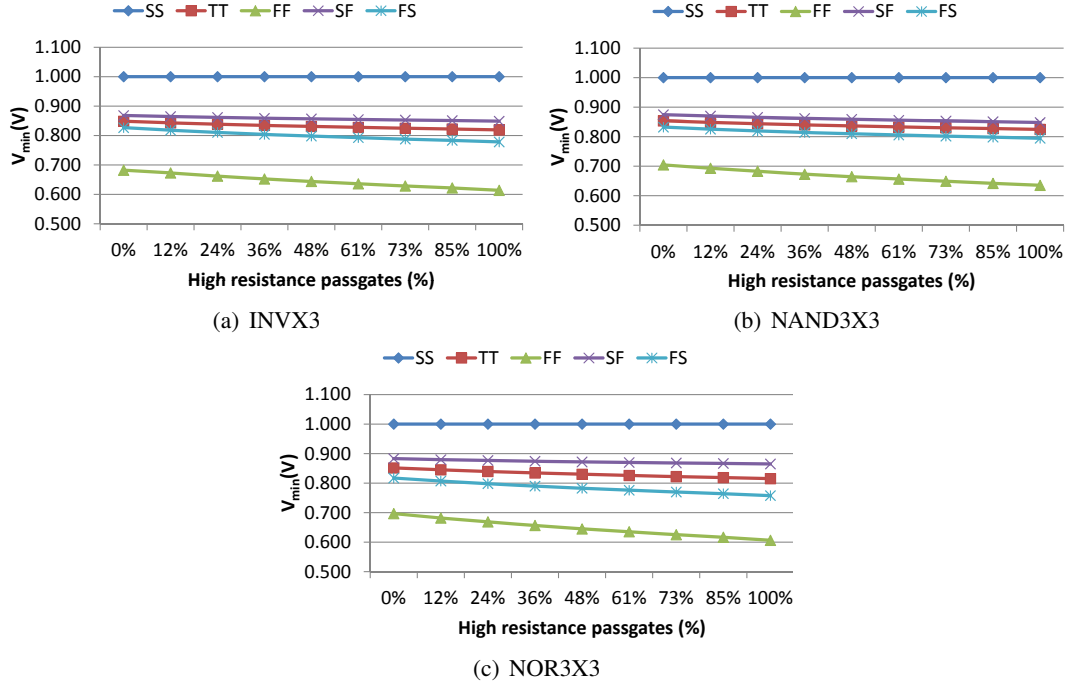 SS TT FF SF FS
1.100
1.000
0.900
0.800
0.700
0.600
0.500
Vmin(V)
0% 12% 24% 36% 48% 61% 73% 85% 100%
High resistance passgates (%)
(a) INVX3
SS TT FF SF FS
1.100
1.000
0.900
0.800
0.700
0.600
0.500
Vmin(V)
0% 12% 24% 36% 48% 61% 73% 85% 100%
High resistance passgates (%)
(b) NAND3X3
SS TT FF SF FS
1.100
1.000
0.900
0.800
0.700
0.600
0.500
Vmin(V)
0% 12% 24% 36% 48% 61% 73% 85% 100%
High resistance passgates (%)
(c) NOR3X3